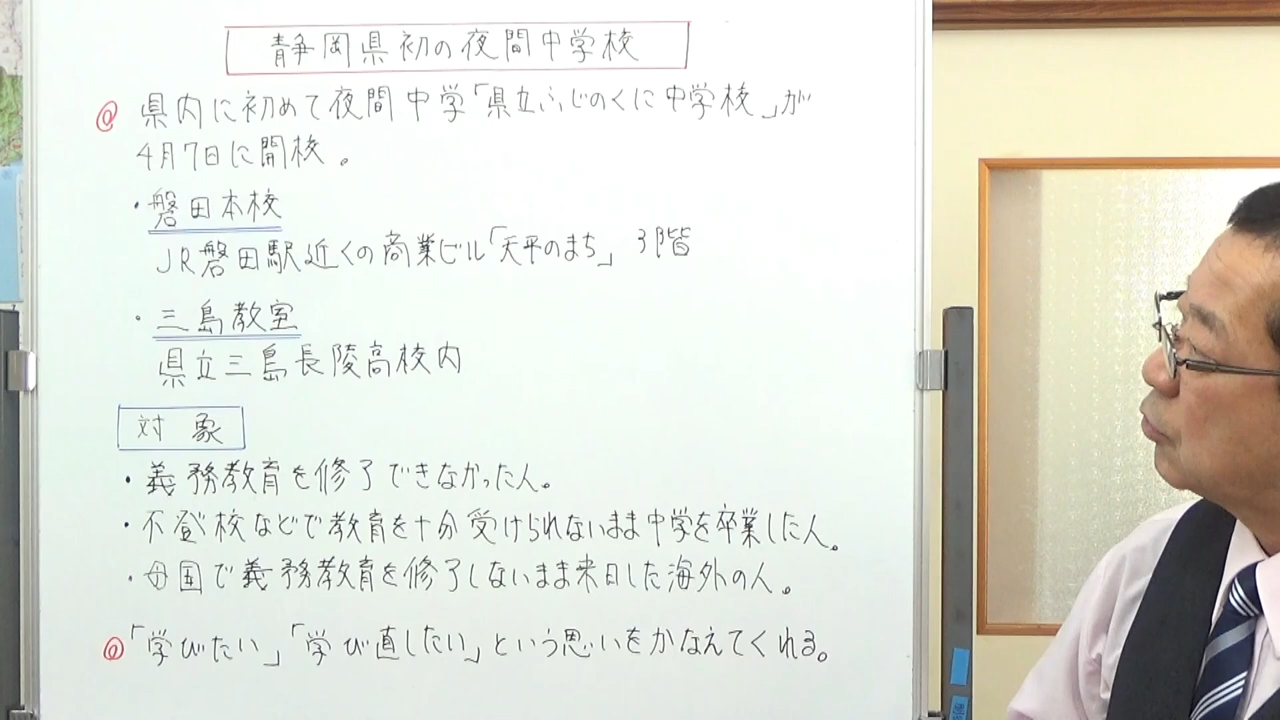 静岡県初の夜間中学校
@ 県内に初めて夜間中学「県立ふじのくに中学校」が
4月7日に開校。
・磐田本校
JR磐田駅近くの商業ビル「天平のまち」3階
・三島教室
県立三島長陵高校内
対象
・義務教育を修了できなかった人。
・不登校などで教育を十分受けられないまま中学を卒業した人。
・母国で義務教育を修了しないまま来日した海外の人。
@「学びたい」「学び直したい」という思いをかなえてくれる。